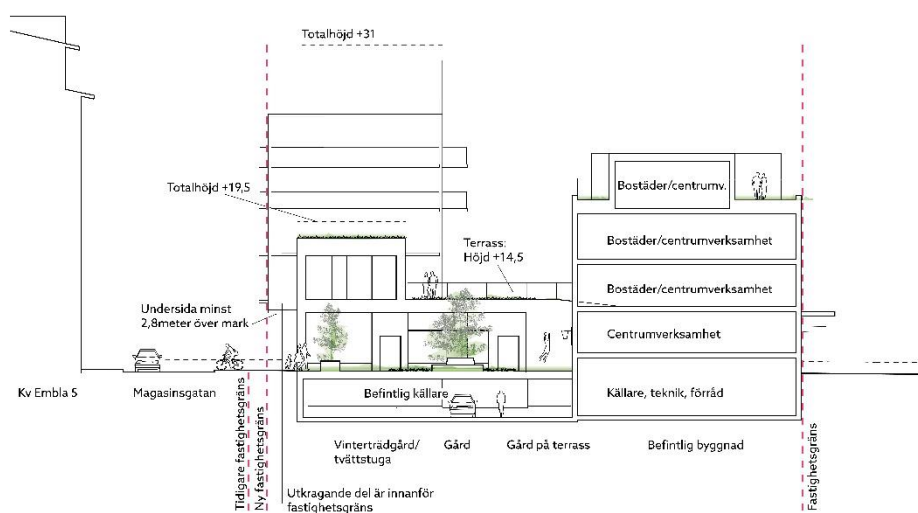 Totalhöjd +31
Totalhöjd +19,5
Terrass:
Höjd +14,5
Undersida minst
2,8meter över mark
Bostäder/centrumv.
Bostäder/centrumverksamhet
Bostäder/centrumverksamhet
Centrumverksamhet
Källare, teknik, förråd
Befintlig källare
Kv Embla 5
Magasinsgatan
Tidigare fastighetsgräns
Ny fastighetsgräns
Vinterträdgård/
tvättstuga
Gård
Gård på terrass
Befintlig byggnad
Fastighetsgräns
Utkragande del är innanför
fastighetsgräns